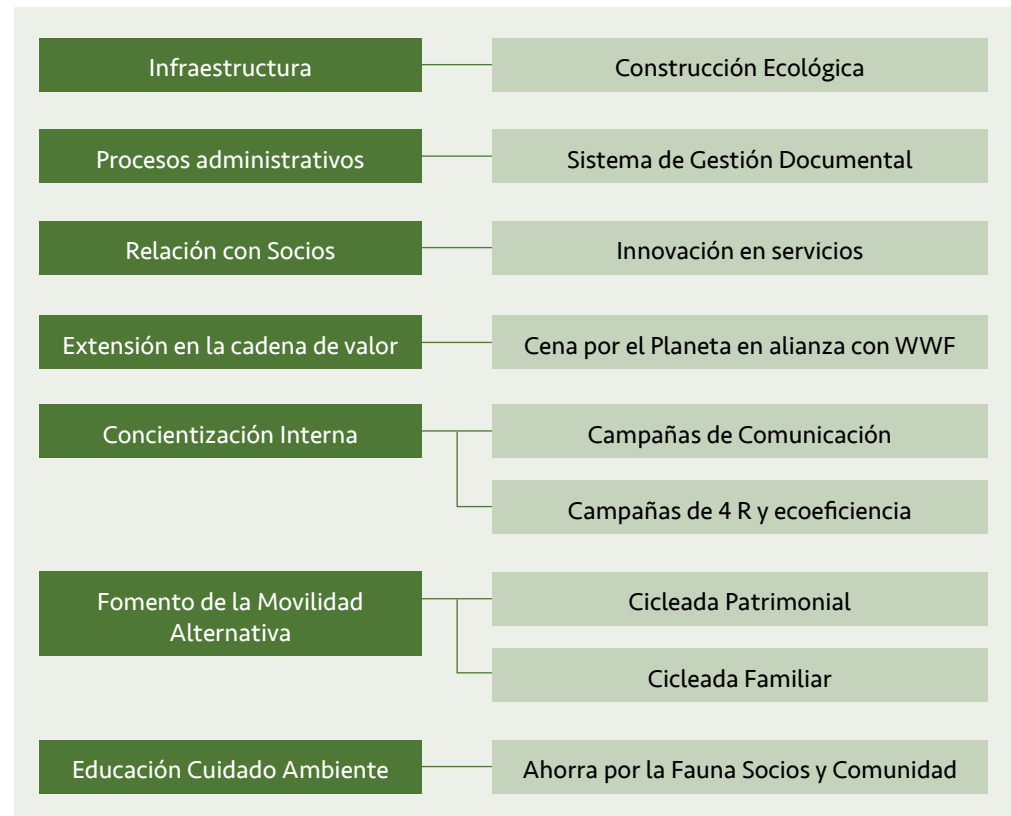 Infraestructura
Construcción Ecológica
Procesos administrativos
Sistema de Gestión Documental
Relación con Socios
Innovación en servicios
Extensión en la cadena de valor
Cena por el Planeta en alianza con WWF
Concientización Interna
Campañas de Comunicación
Campañas de 4 R y ecoeficiencia
Fomento de la Movilidad
Alternativa
Cicleada Patrimonial
Cicleada Familiar
Educación Cuidado Ambiente
Ahorra por la Fauna Socios y Comunidad